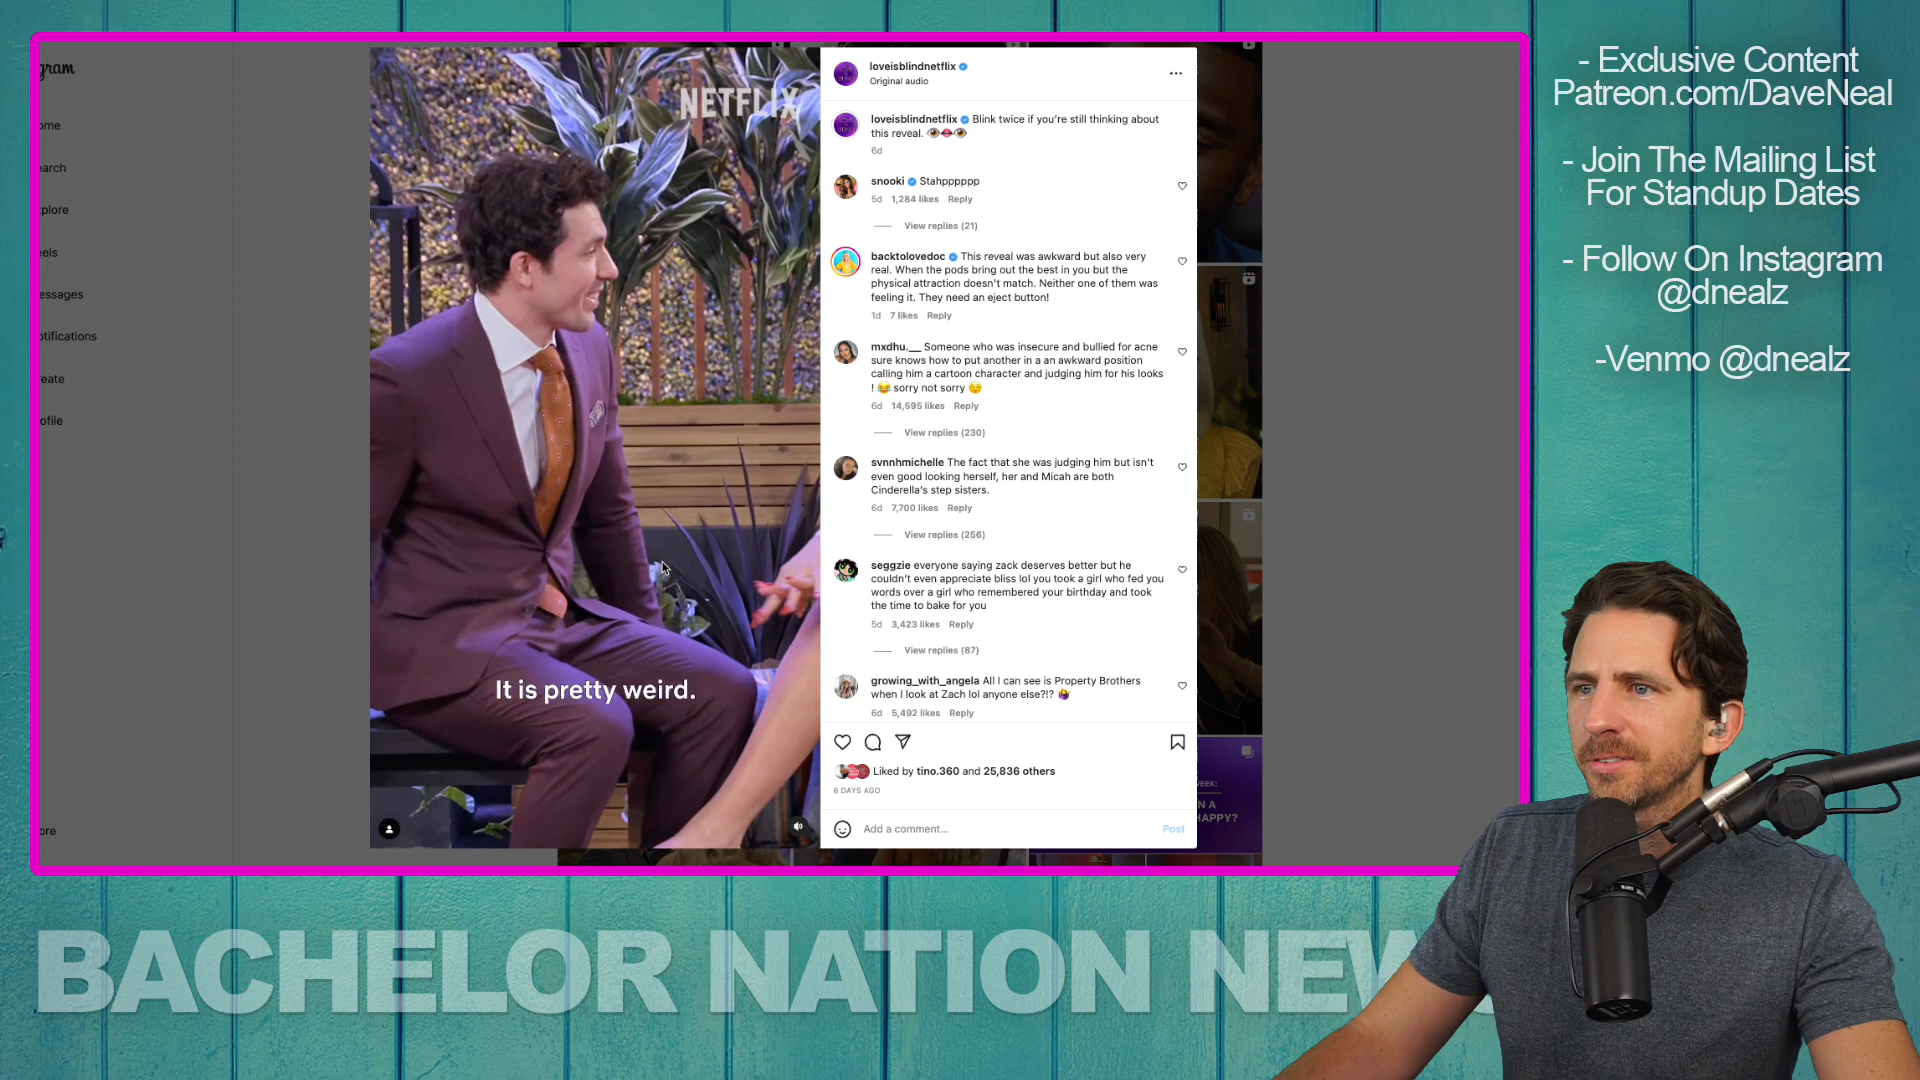 gram
ome
earch
xplore
eels
essages
otifications
reate
ofile
ore
NETFLIX
It is pretty weird.
loveisblindnetflix
Original audio
loveisblindnetflix Blink twice if you're still thinking about
this reveal. 👁️👄👁️
6d
snooki Stahpppppp
5d 1,284 likes Reply
View replies (21)
backtolovedoc This reveal was awkward but also very
real. When the pods bring out the best in you but the
physical attraction doesn't match. Neither one of them was
feeling it. They need an eject button!
1d 7 likes Reply
mxdhu.__ Someone who was insecure and bullied for acne
sure knows how to put another in a an awkward position
calling him a cartoon character and judging him for his looks
! 😂 sorry not sorry 😏
6d 14,595 likes Reply
View replies (230)
svnnhmichelle The fact that she was judging him but isn't
even good looking herself, her and Micah are both
Cinderella's step sisters.
6d 7,700 likes Reply
View replies (256)
seggzie everyone saying zack deserves better but he
couldn't even appreciate bliss lol you took a girl who fed you
words over a girl who remembered your birthday and took
the time to bake for you
5d 3,423 likes Reply
View replies (87)
growing_with_angela All I can see is Property Brothers
when I look at Zach lol anyone else?!? 🤷‍♀️
6d 5,492 likes Reply
Liked by tino.360 and 25,836 others
6 DAYS AGO
Add a comment...
Post
WEEK:
N A
HAPPY?
- Exclusive Content
Patreon.com/DaveNeal
- Join The Mailing List
For Standup Dates
- Follow On Instagram
@dnealz
-Venmo @dnealz
BACHELOR NATION NEW